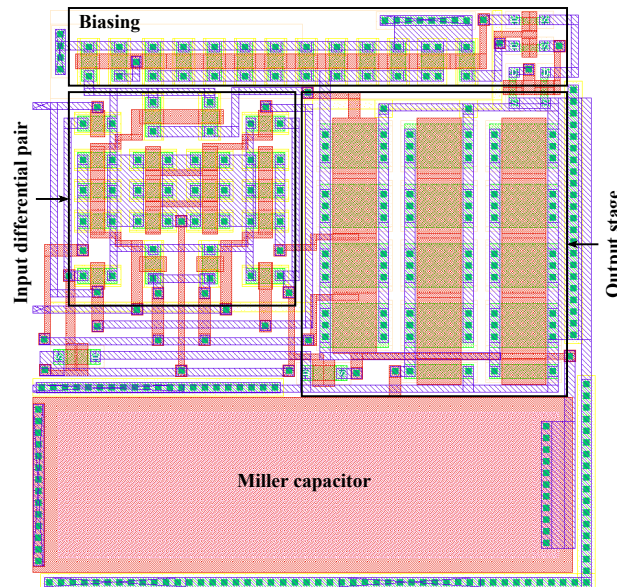 Biasing
Input differential pair
Output stage
Miller capacitor